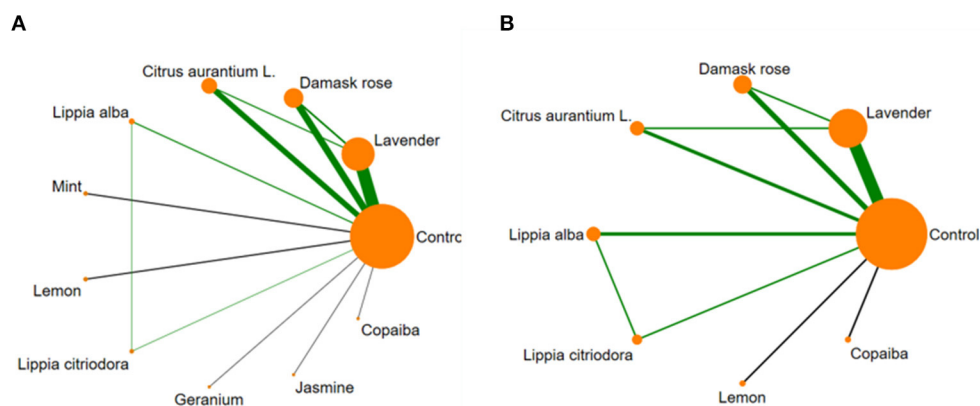 A
Citrus aurantium L.
Damask rose
Lippia alba
Lavender
Mint
Contro
Lemon
Copaiba
Lippia citriodora
Jasmine
Geranium
B
Damask rose
Lavender
Citrus aurantium L.
Lippia alba
Control
Lippia citriodora
Copaiba
Lemon